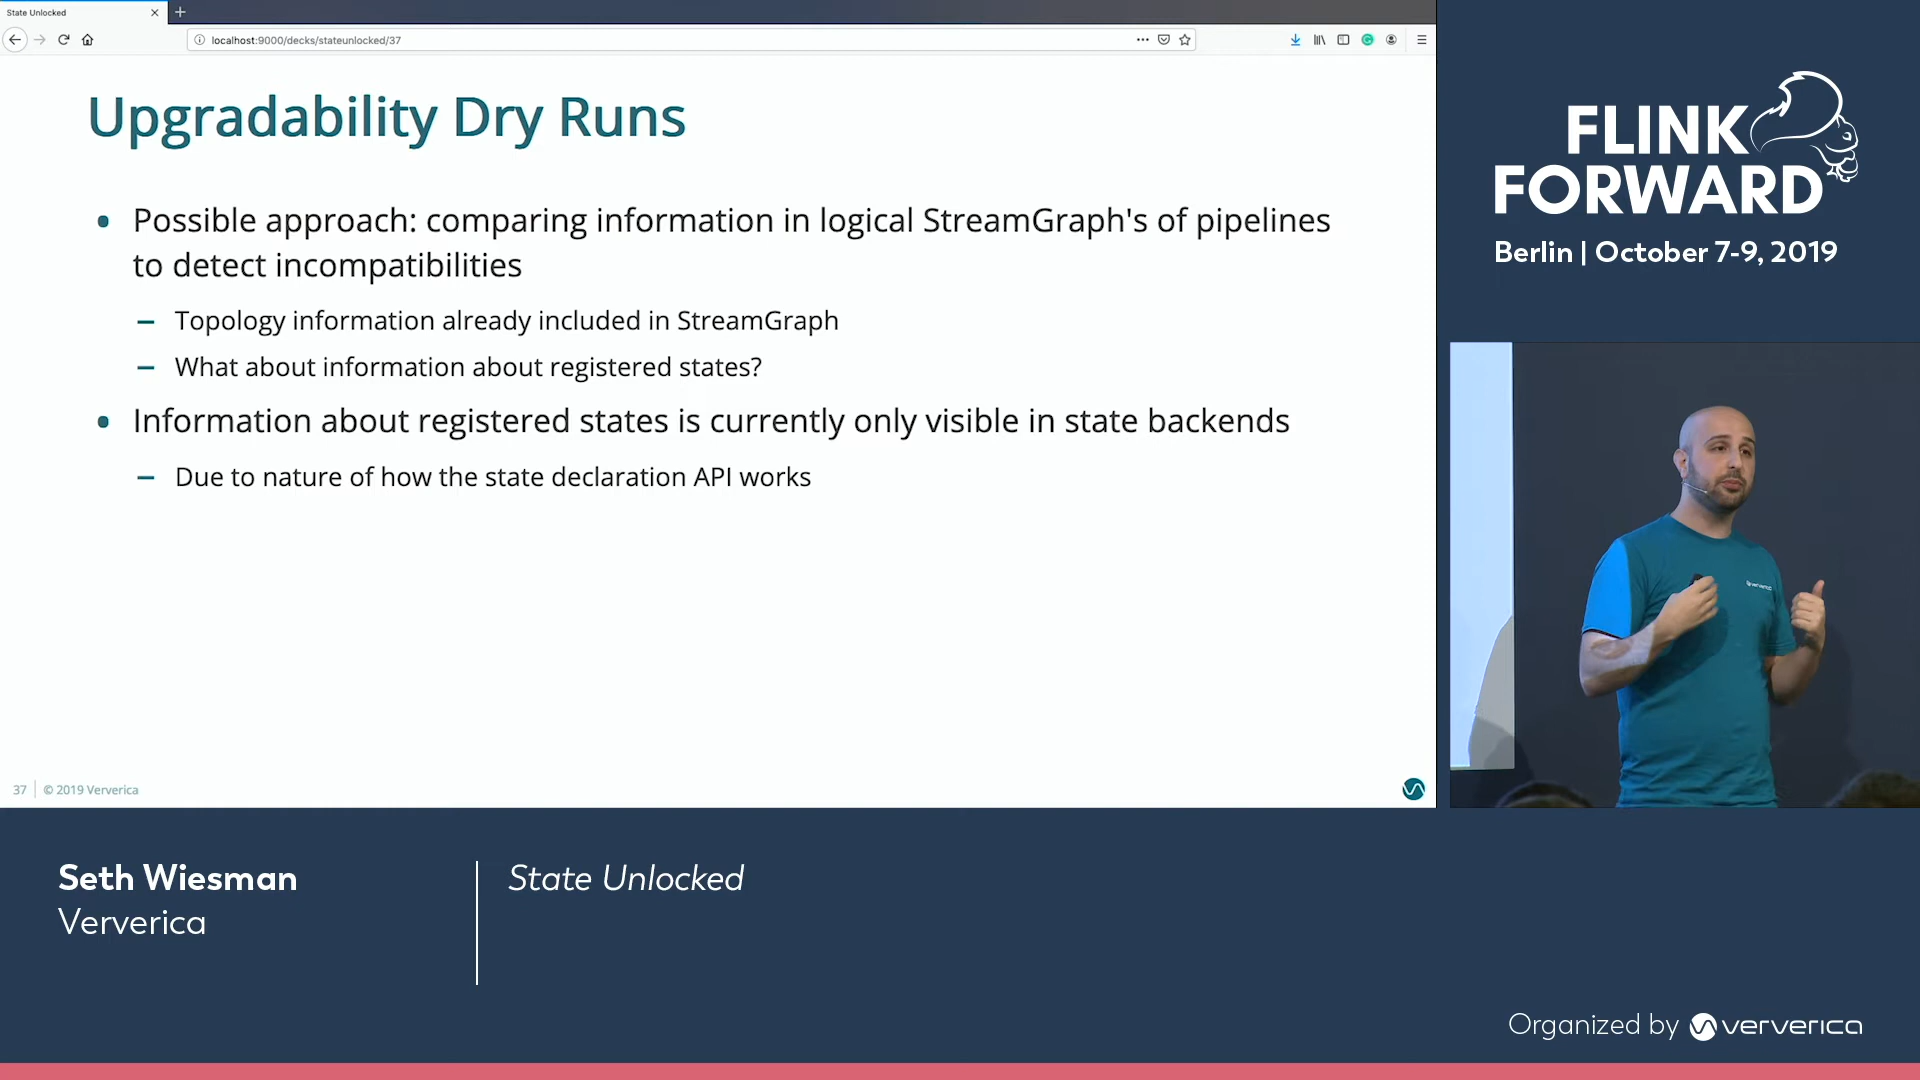 State Unlocked
localhost:9000/decks/stateunlocked/37
Upgradability Dry Runs
• Possible approach: comparing information in logical StreamGraph's of pipelines
to detect incompatibilities
– Topology information already included in StreamGraph
– What about information about registered states?
• Information about registered states is currently only visible in state backends
– Due to nature of how the state declaration API works
37 | © 2019 Ververica
FLINK
FORWARD
Berlin | October 7-9, 2019
ververica
Seth Wiesman
Ververica
State Unlocked
Organized by ververica